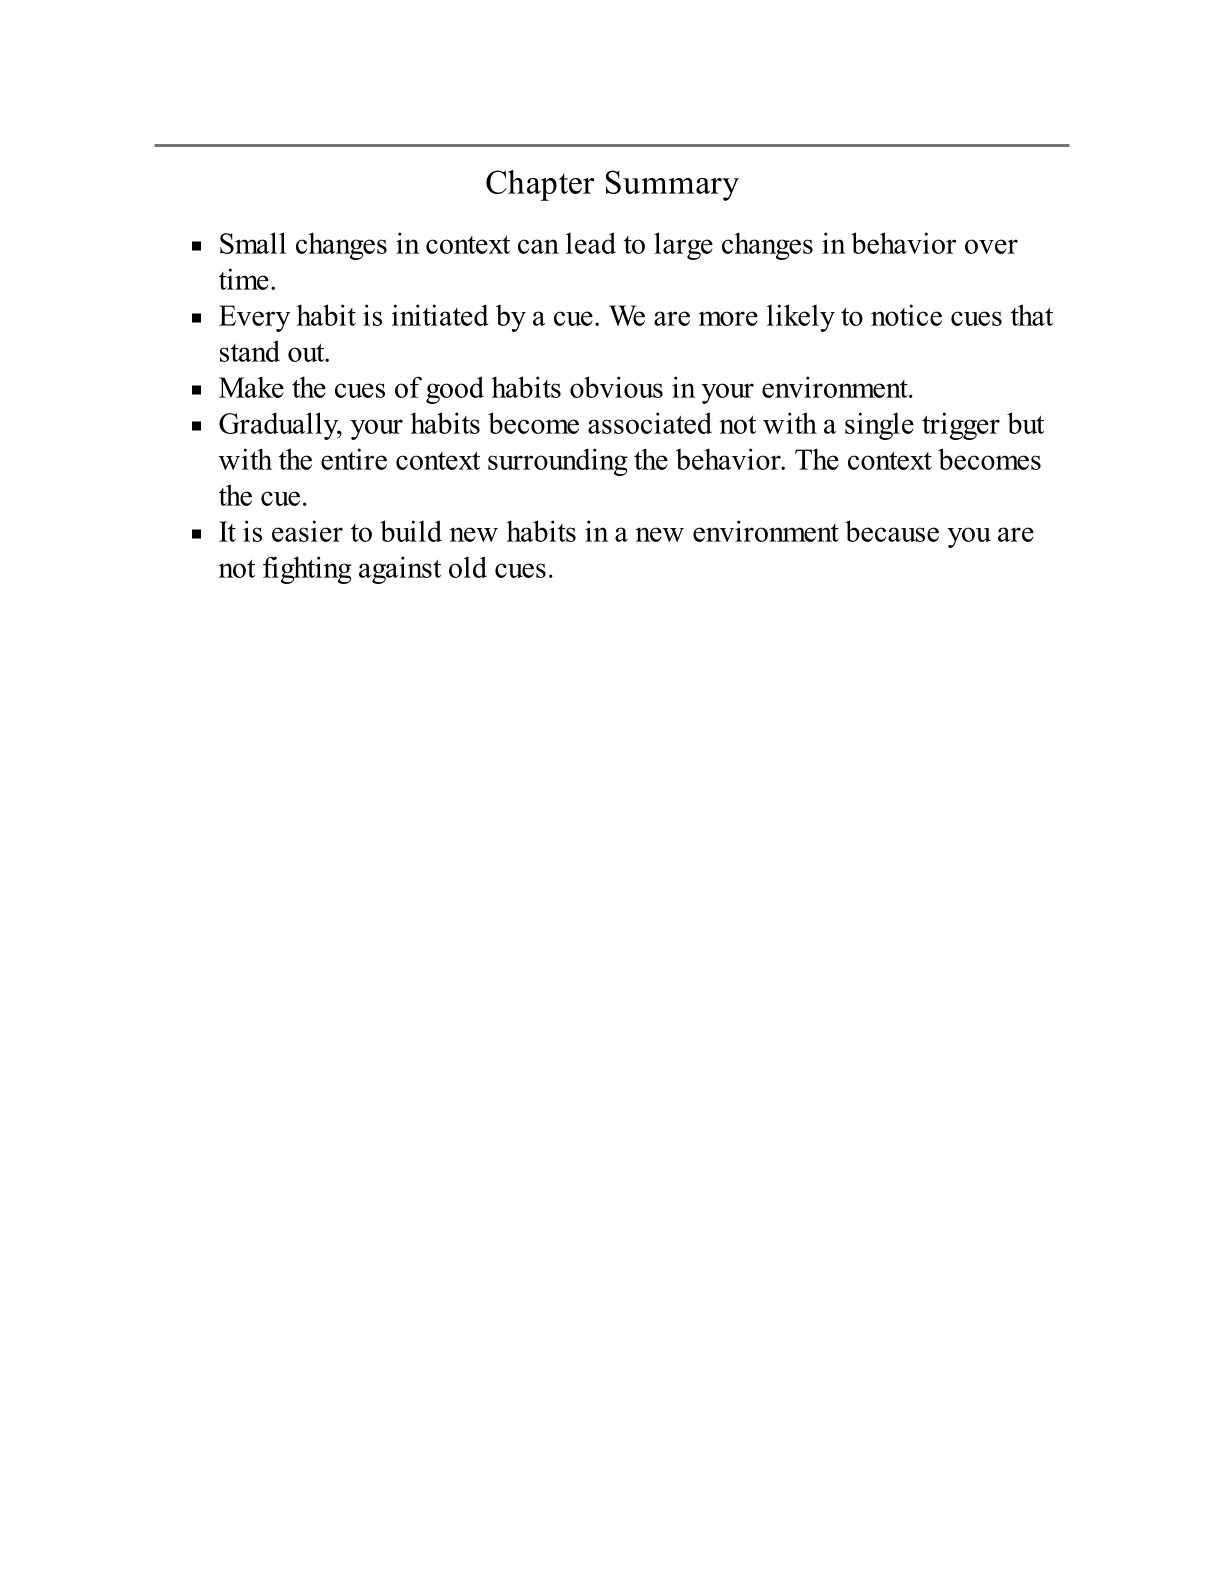 Chapter Summary
▪ Small changes in context can lead to large changes in behavior over
time.
▪ Every habit is initiated by a cue. We are more likely to notice cues that
stand out.
▪ Make the cues of good habits obvious in your environment.
▪ Gradually, your habits become associated not with a single trigger but
with the entire context surrounding the behavior. The context becomes
the cue.
▪ It is easier to build new habits in a new environment because you are
not fighting against old cues.